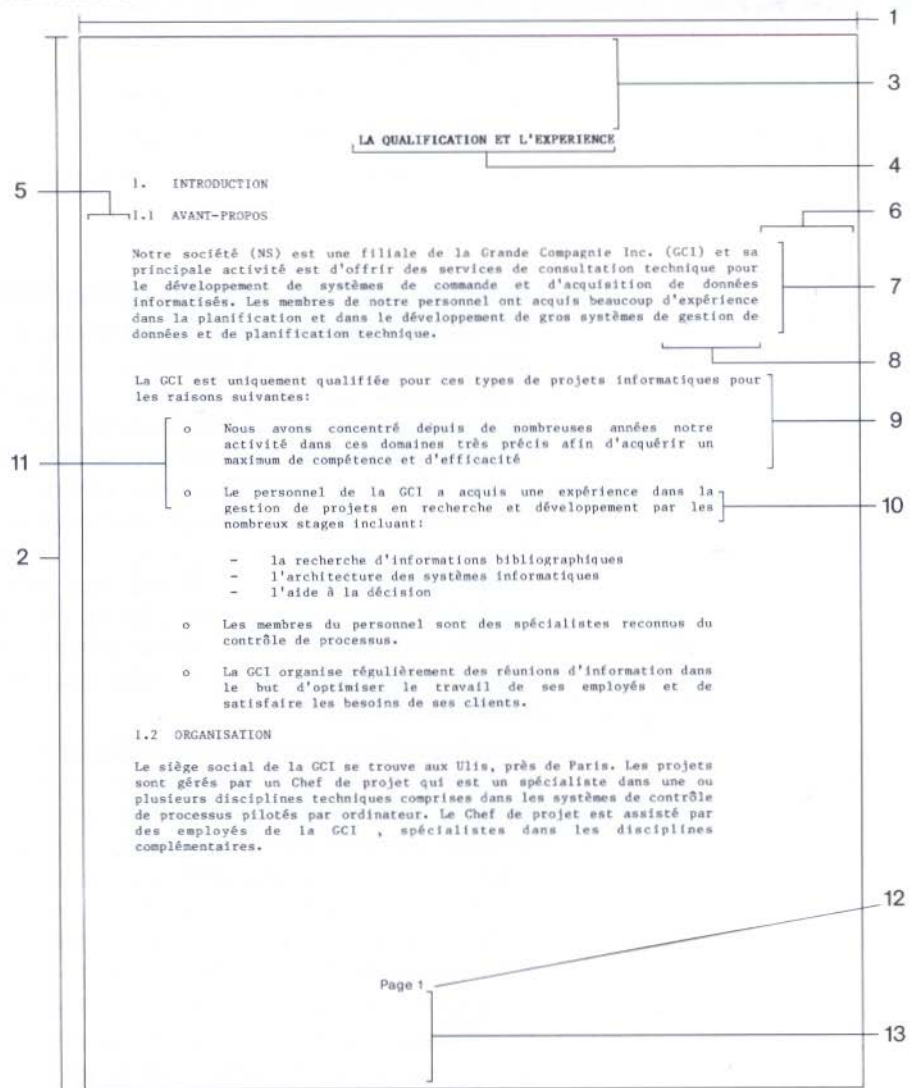 1
3
LA QUALIFICATION ET L'EXPERIENCE
4
1. INTRODUCTION
5
6
1.1 AVANT-PROPOS
Notre société (NS) est une filiale de la Grande Compagnie Inc. (GCI) et sa
principale activité est d'offrir des services de consultation technique pour
le développement de systèmes de commande et d'acquisition de données
7
informatisés. Les membres de notre personnel ont acquis beaucoup d'expérience
dans la planification et dans le développement de gros systèmes de gestion de
données et de planification technique.
8
La GCI est uniquement qualifiée pour ces types de projets informatiques pour
les raisons suivantes:
9
o Nous avons concentré depuis de nombreuses années notre
activité dans ces domaines très précis afin d'acquérir un
maximum de compétence et d'efficacité
11
o Le personnel de la GCI a acquis une expérience dans la
gestion de projets en recherche et développement par les
10
nombreux stages incluant:
2
- la recherche d'informations bibliographiques
- l'architecture des systèmes informatiques
- l'aide à la décision
o Les membres du personnel sont des spécialistes reconnus du
contrôle de processus.
o La GCI organise régulièrement des réunions d'information dans
le but d'optimiser le travail de ses employés et de
satisfaire les besoins de ses clients.
1.2 ORGANISATION
Le siège social de la GCI se trouve aux Ulis, près de Paris. Les projets
sont gérés par un Chef de projet qui est un spécialiste dans une ou
plusieurs disciplines techniques comprises dans les systèmes de contrôle
de processus pilotés par ordinateur. Le Chef de projet est assisté par
des employés de la GCI , spécialistes dans les disciplines
complémentaires.
12
Page 1
13